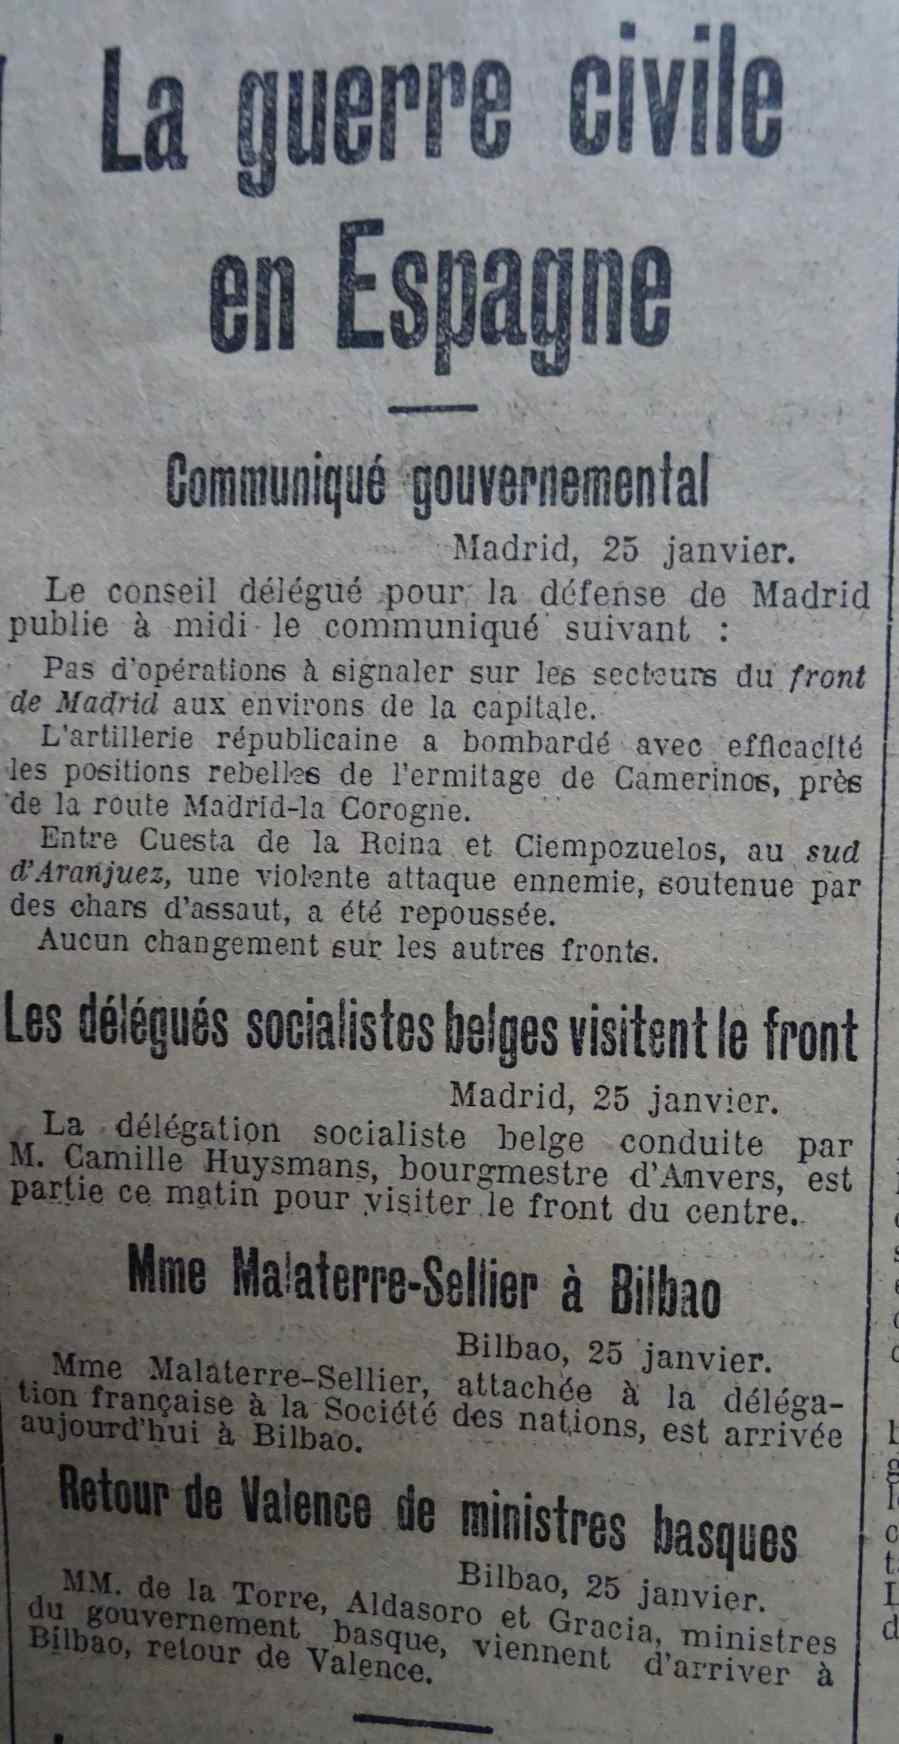 La guerre civile
en Espagne
Communiqué gouvernemental
Madrid, 25 janvier.
Le conseil délégué pour la défense de Madrid
publie à midi le communiqué suivant :
Pas d'opérations à signaler sur les secteurs du front
de Madrid aux environs de la capitale.
L'artillerie républicaine a bombardé avec efficacité
les positions rebelles de l'ermitage de Camerinos, près
de la route Madrid-la Corogne.
Entre Cuesta de la Reina et Ciempozuelos, au sud
d'Aranjuez, une violente attaque ennemie, soutenue par
des chars d'assaut, a été repoussée.
Aucun changement sur les autres fronts.
Les délégués socialistes belges visitent le front
Madrid, 25 janvier.
La délégation socialiste belge conduite par
M. Camille Huysmans, bourgmestre d'Anvers, est
partie ce matin pour visiter le front du centre.
Mme Malaterre-Sellier à Bilbao
Bilbao, 25 janvier.
Mme Malaterre-Sellier, attachée à la déléga-
tion française à la Société des nations, est arrivée
aujourd'hui à Bilbao.
Retour de Valence de ministres basques
Bilbao, 25 janvier.
MM. de la Torre, Aldasoro et Gracia, ministres
du gouvernement basque, viennent d'arriver à
Bilbao, retour de Valence.